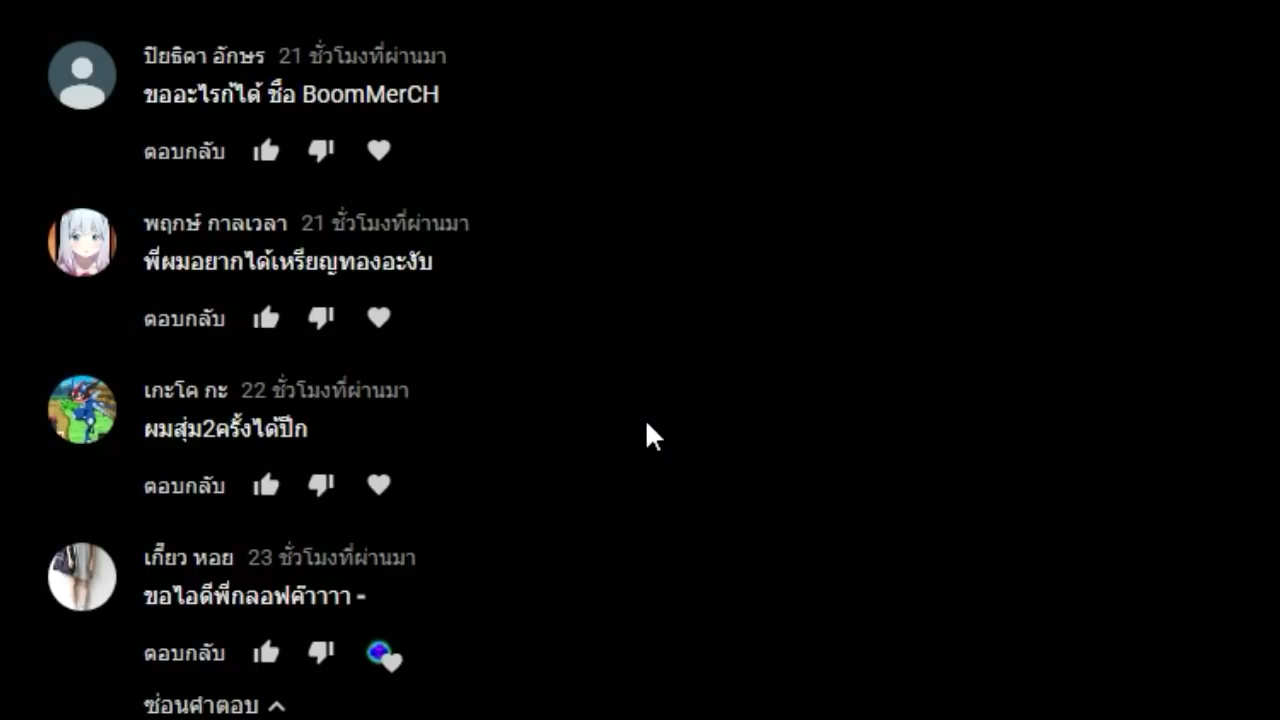 ปิยธิดา อักษร 21 ชั่วโมงที่ผ่านมา
ขออะไรก้ได้ ชื่อ BoomMerCH
ตอบกลับ
พฤกษ์ กาลเวลา 21 ชั่วโมงที่ผ่านมา
พี่ผมอยากได้เหรียญทองอะงับ
ตอบกลับ
เกะโค กะ 22 ชั่วโมงที่ผ่านมา
ผมสุ่ม2ครั้งได้ปีก
ตอบกลับ
เกี๊ยว หอย 23 ชั่วโมงที่ผ่านมา
ขอไอดีพี่กลอฟค๊าาาา -
ตอบกลับ
ซ่อนคำตอบ